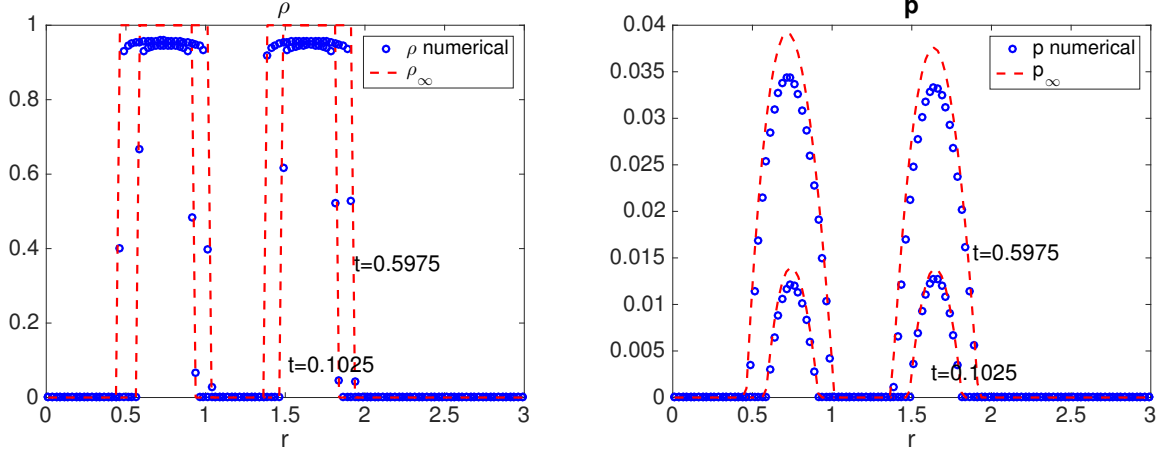 ρ
1
0.8
0.6
0.4
0.2
0
0 0.5 1 1.5 2 2.5 3
r
ρ numerical
ρ∞
t=0.5975
t=0.1025
p
0.04
0.035
0.03
0.025
0.02
0.015
0.01
0.005
0
0 0.5 1 1.5 2 2.5 3
r
p numerical
p∞
t=0.5975
t=0.1025